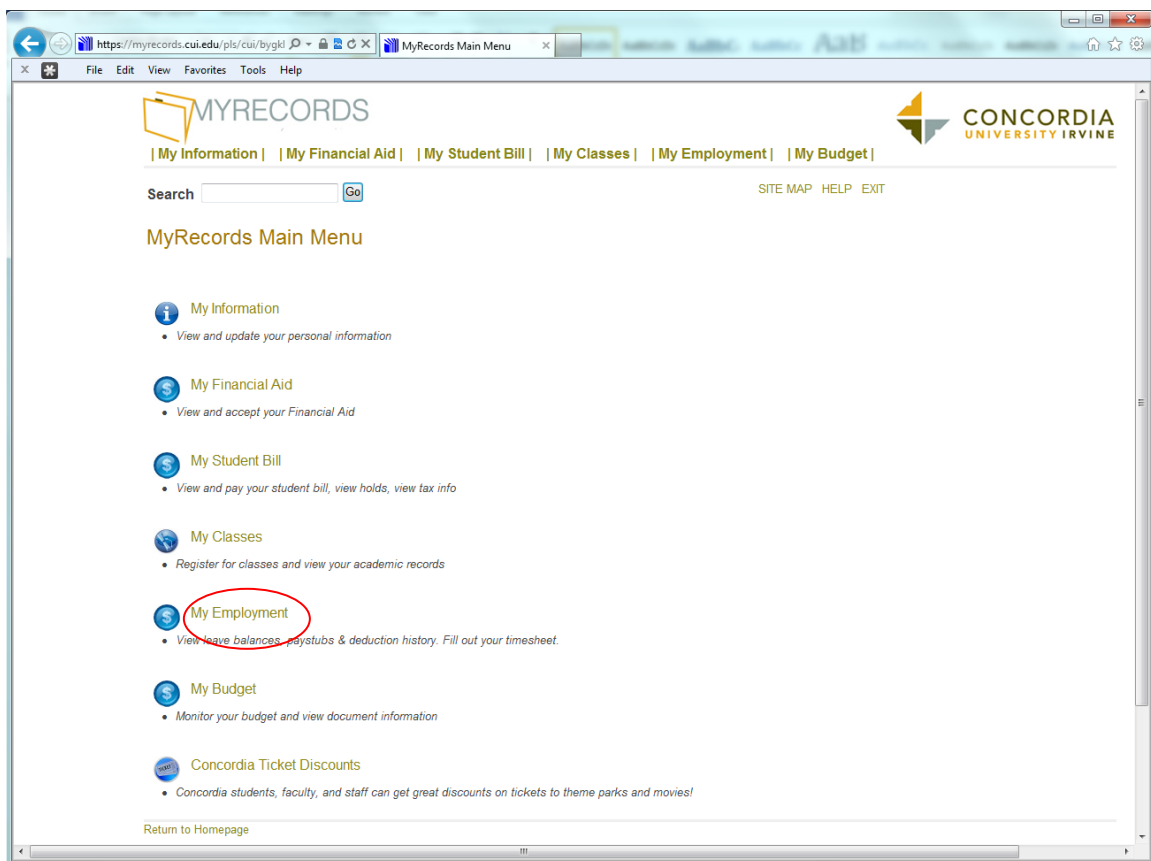 https://myrecords.cui.edu/pls/cui/bygkl
MyRecords Main Menu
File Edit View Favorites Tools Help
MYRECORDS
CONCORDIA
UNIVERSITY IRVINE
| My Information | | My Financial Aid | | My Student Bill | | My Classes | | My Employment | | My Budget |
Search Go
SITE MAP HELP EXIT
MyRecords Main Menu
My Information
• View and update your personal information
My Financial Aid
• View and accept your Financial Aid
My Student Bill
• View and pay your student bill, view holds, view tax info
My Classes
• Register for classes and view your academic records
My Employment
• View leave balances, paystubs & deduction history. Fill out your timesheet.
My Budget
• Monitor your budget and view document information
Concordia Ticket Discounts
• Concordia students, faculty, and staff can get great discounts on tickets to theme parks and movies!
Return to Homepage